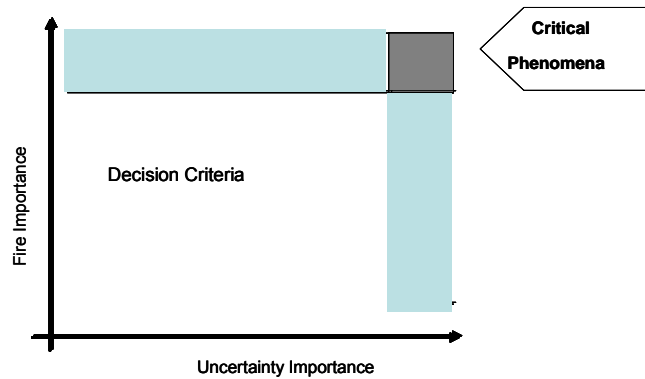 Critical
Phenomena
Decision Criteria
Fire Importance
Uncertainty Importance